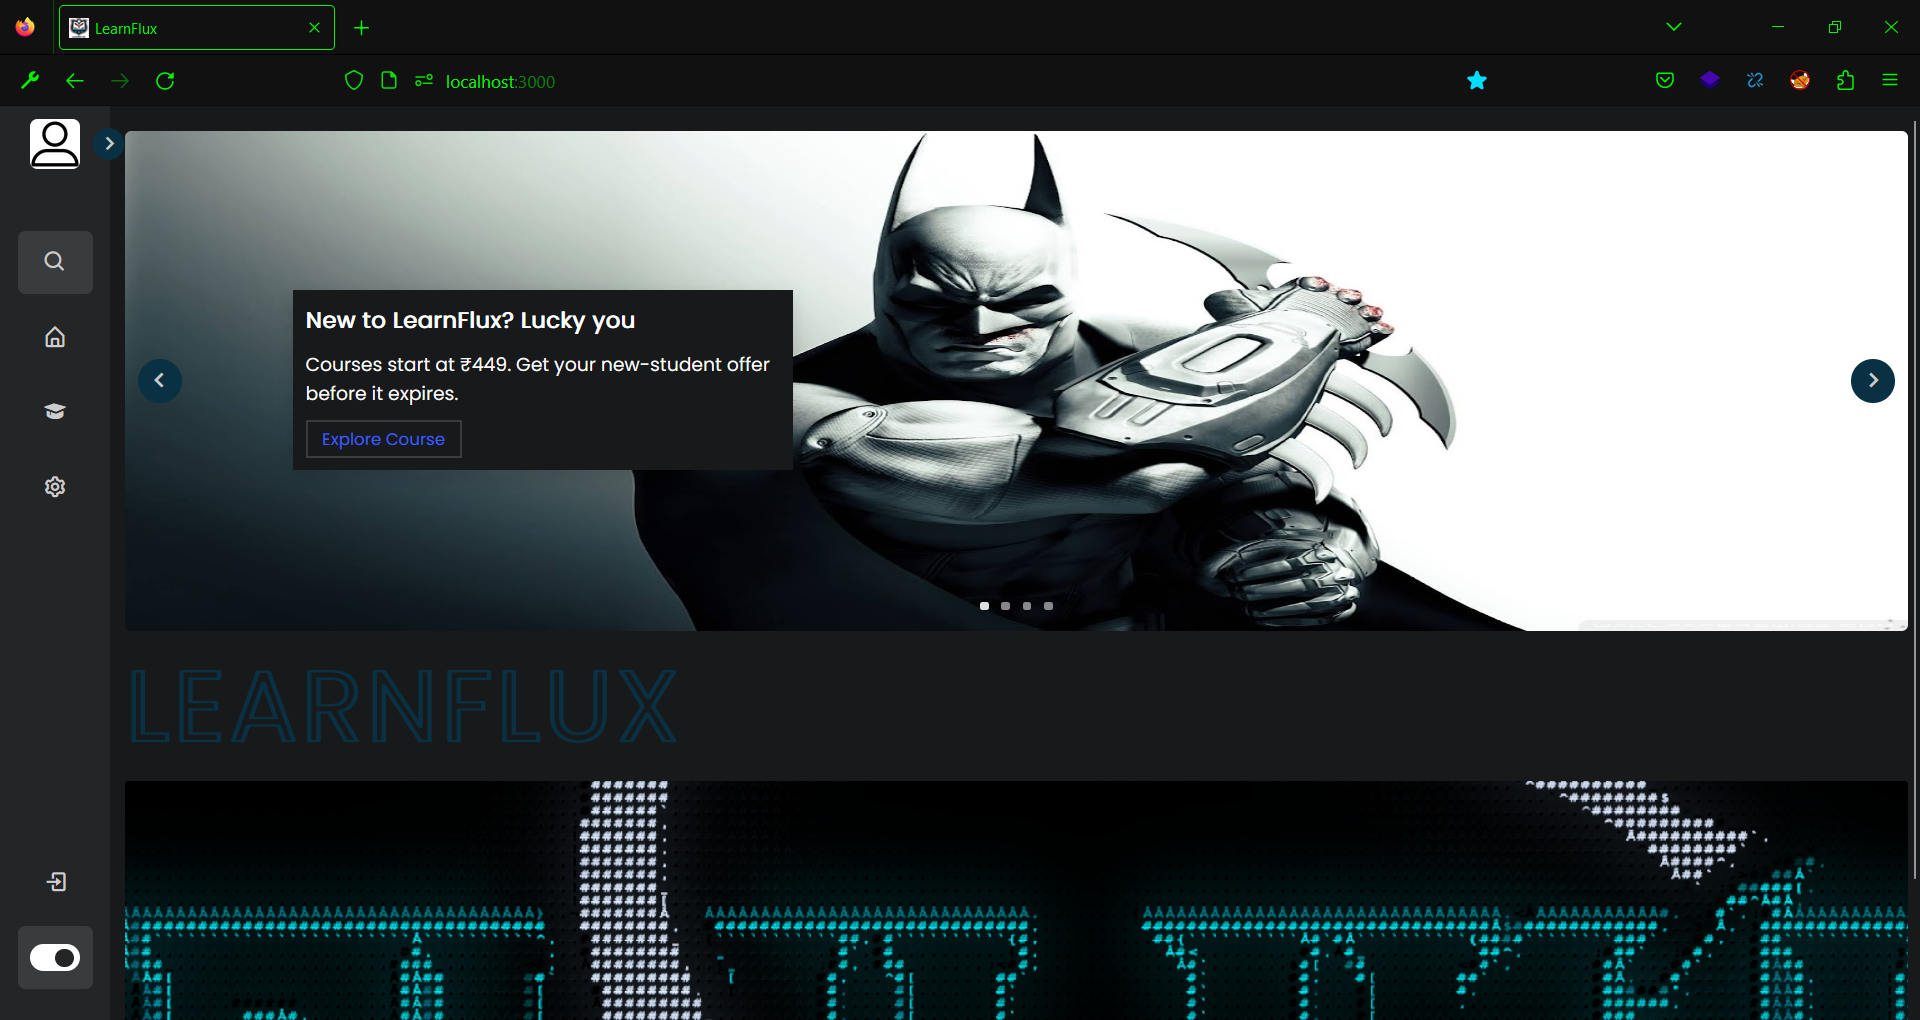 LearnFlux
localhost:3000
New to LearnFlux? Lucky you
Courses start at ₹449. Get your new-student offer
before it expires.
Explore Course
LEARNFLUX